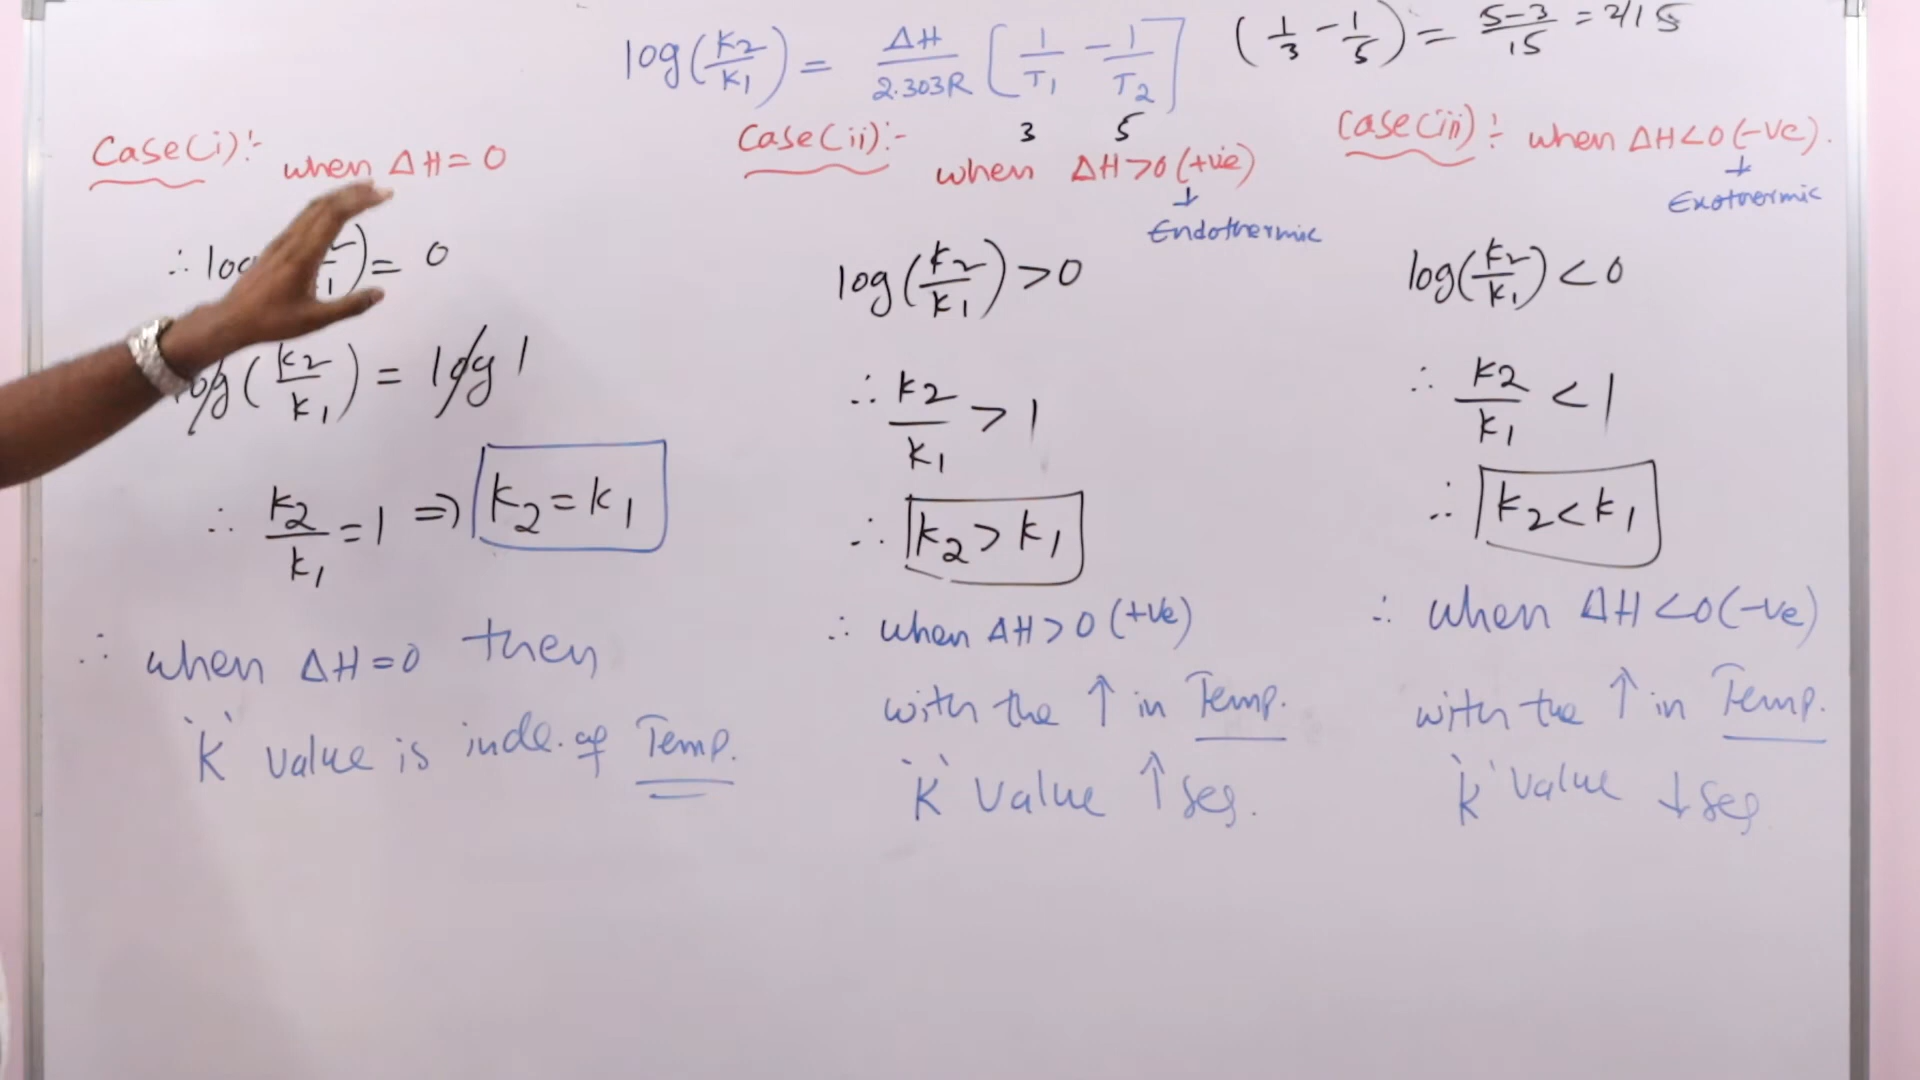 log(K2/K1) = ΔH/2.303R [1/T1 - 1/T2]
3 5
(1/3 - 1/5) = 5-3/15 = 2/15
Case(i):- when ΔH = 0
∴ log( /1) = 0
log(K2/K1) = log 1
∴ K2/K1 = 1 ⇒ K2 = K1
∴ when ΔH = 0 then
'K' value is inde. of Temp.
Case(ii):-
when ΔH > 0 (+ve)
↓
Endothermic
log(K2/K1) > 0
∴ K2/K1 > 1
∴ K2 > K1
∴ when ΔH > 0 (+ve)
with the ↑ in Temp.
'K' value ↑ses.
Case(iii):- when ΔH < 0 (-ve).
↓
Exothermic
log(K2/K1) < 0
∴ K2/K1 < 1
∴ K2 < K1
∴ when ΔH < 0 (-ve)
with the ↑ in Temp.
'K' value ↓ses